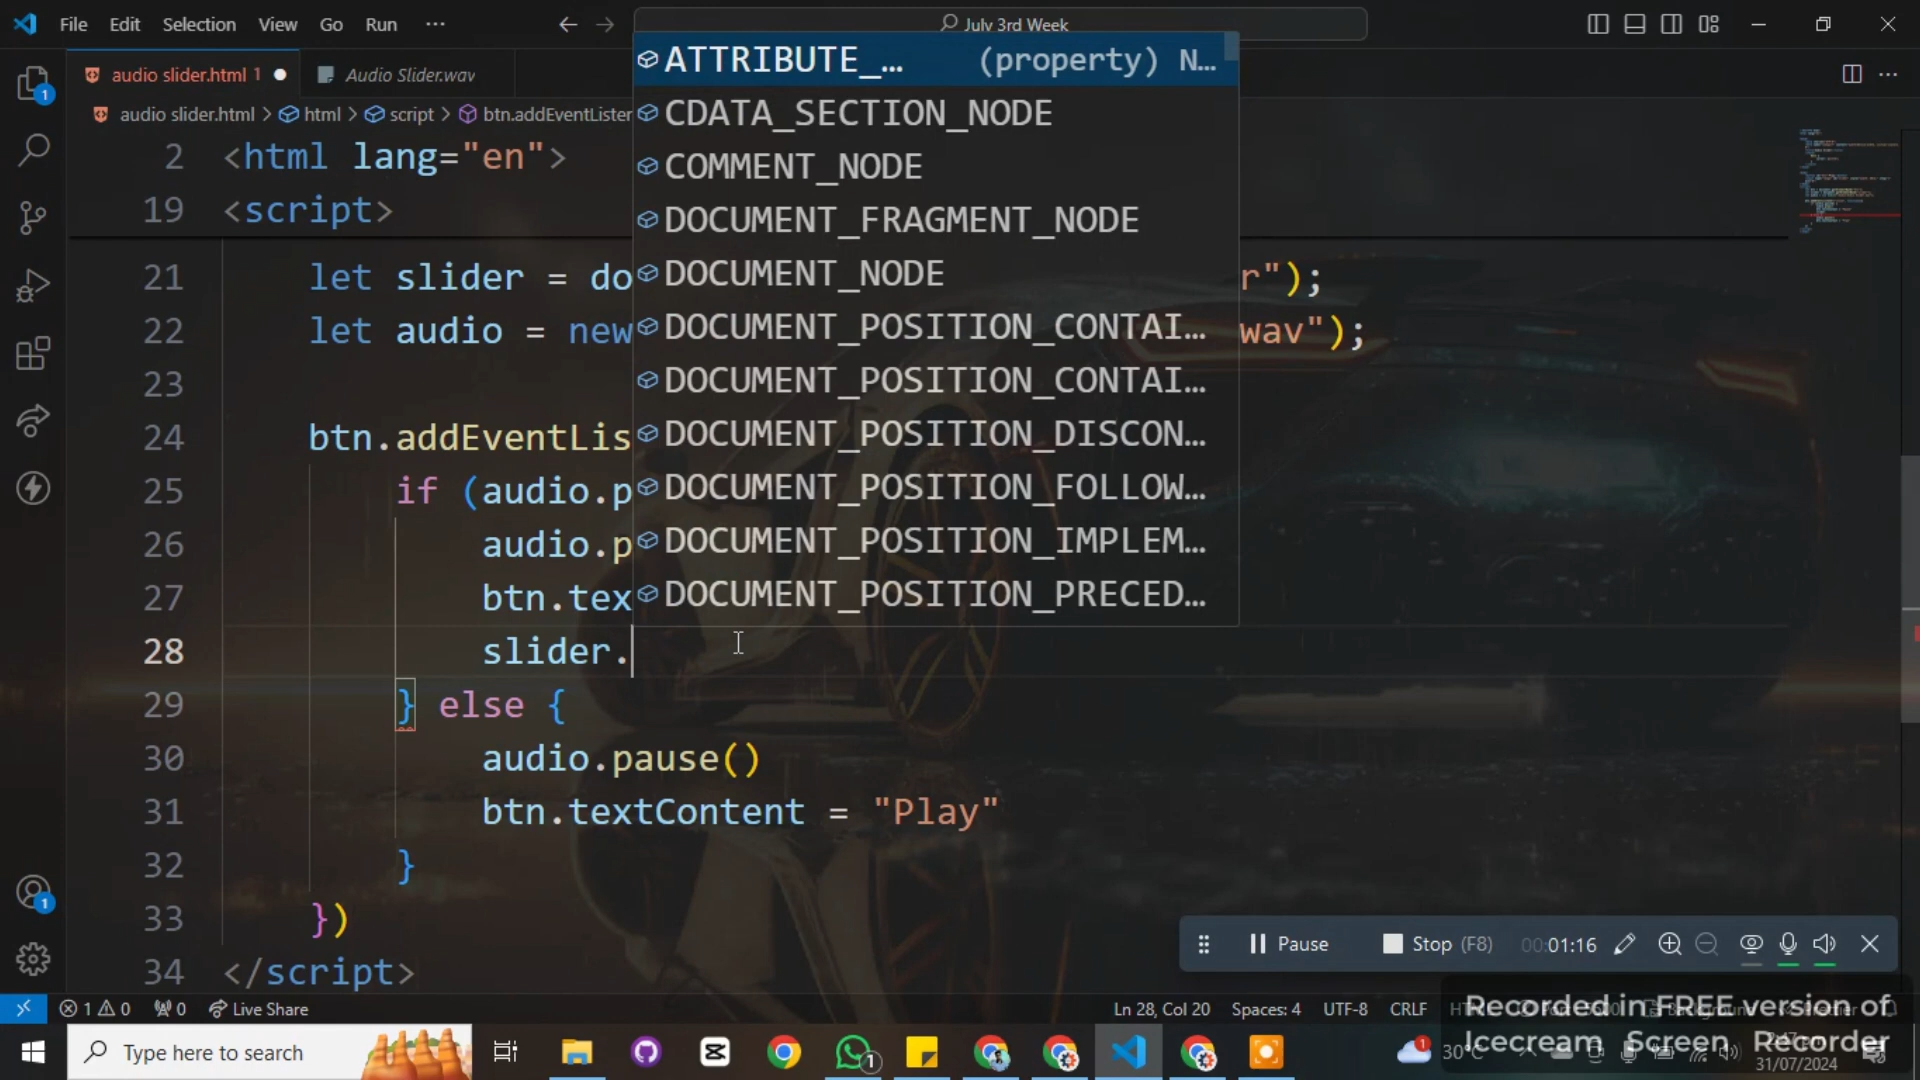 File Edit Selection View Go Run ···
July 3rd Week
audio slider.html 1
Audio Slider.wav
audio slider.html > html > script > btn.addEventLister
2 <html lang="en">
19 <script>
21 let slider = do r");
22 let audio = new wav");
23
24 btn.addEventLis
25 if (audio.p
26 audio.p
27 btn.tex
28 slider.
29 } else {
30 audio.pause()
31 btn.textContent = "Play"
32 }
33 })
34 </script>
ATTRIBUTE_… (property) N…
CDATA_SECTION_NODE
COMMENT_NODE
DOCUMENT_FRAGMENT_NODE
DOCUMENT_NODE
DOCUMENT_POSITION_CONTAI…
DOCUMENT_POSITION_CONTAI…
DOCUMENT_POSITION_DISCON…
DOCUMENT_POSITION_FOLLOW…
DOCUMENT_POSITION_IMPLEM…
DOCUMENT_POSITION_PRECED…
Pause Stop (F8) 00:01:16
1 0 0 Live Share
Ln 28, Col 20 Spaces: 4 UTF-8 CRLF
Recorded in FREE version of
Icecream Screen Recorder
Type here to search
30°C
31/07/2024